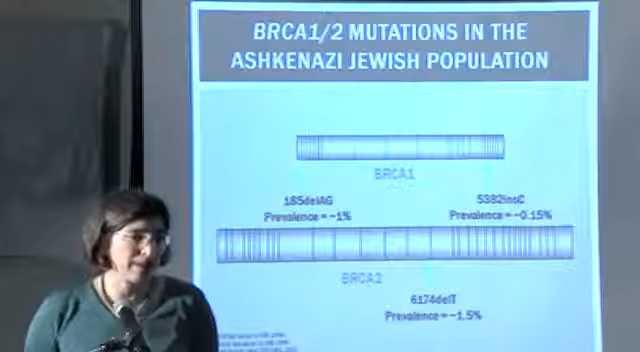 BRCA1/2 MUTATIONS IN THE
ASHKENAZI JEWISH POPULATION
BRCA1
185delAG
Prevalence = ~1%
5382insC
Prevalence = ~0.15%
BRCA2
6174delT
Prevalence = ~1.5%